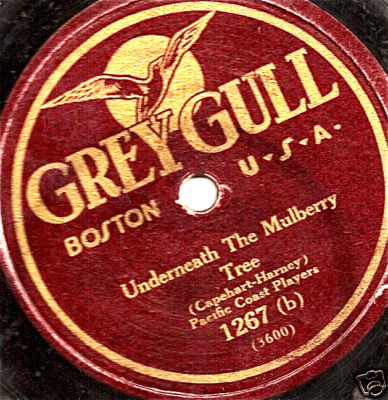 GREY GULL
BOSTON U·S·A·
Underneath The Mulberry
Tree
(Capehart-Harney)
Pacific Coast Players
1267 (b)
(3600)